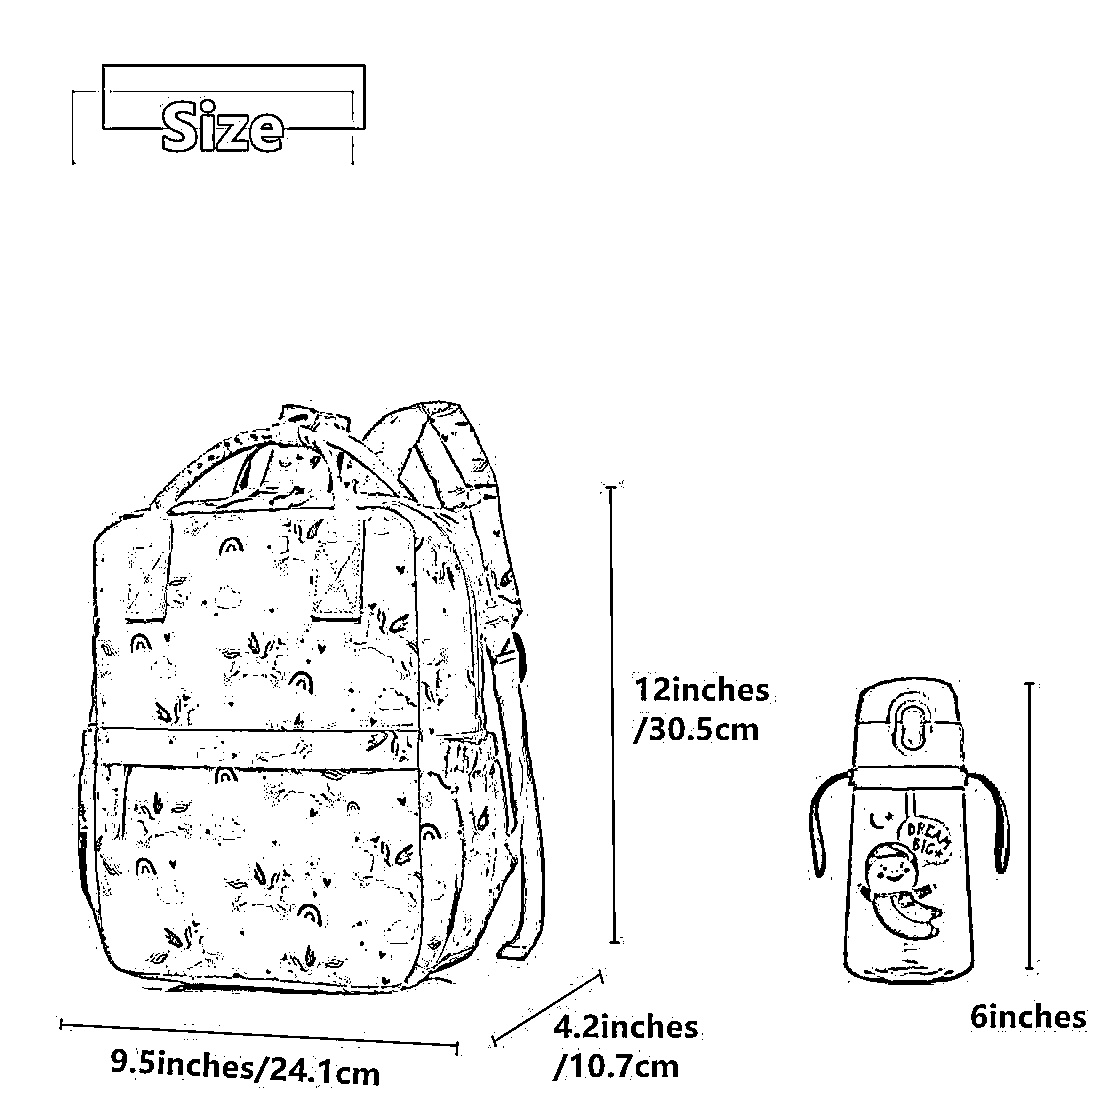 Size
12inches
/30.5cm
DREAM
BIG
6inches
4.2inches
/10.7cm
9.5inches/24.1cm